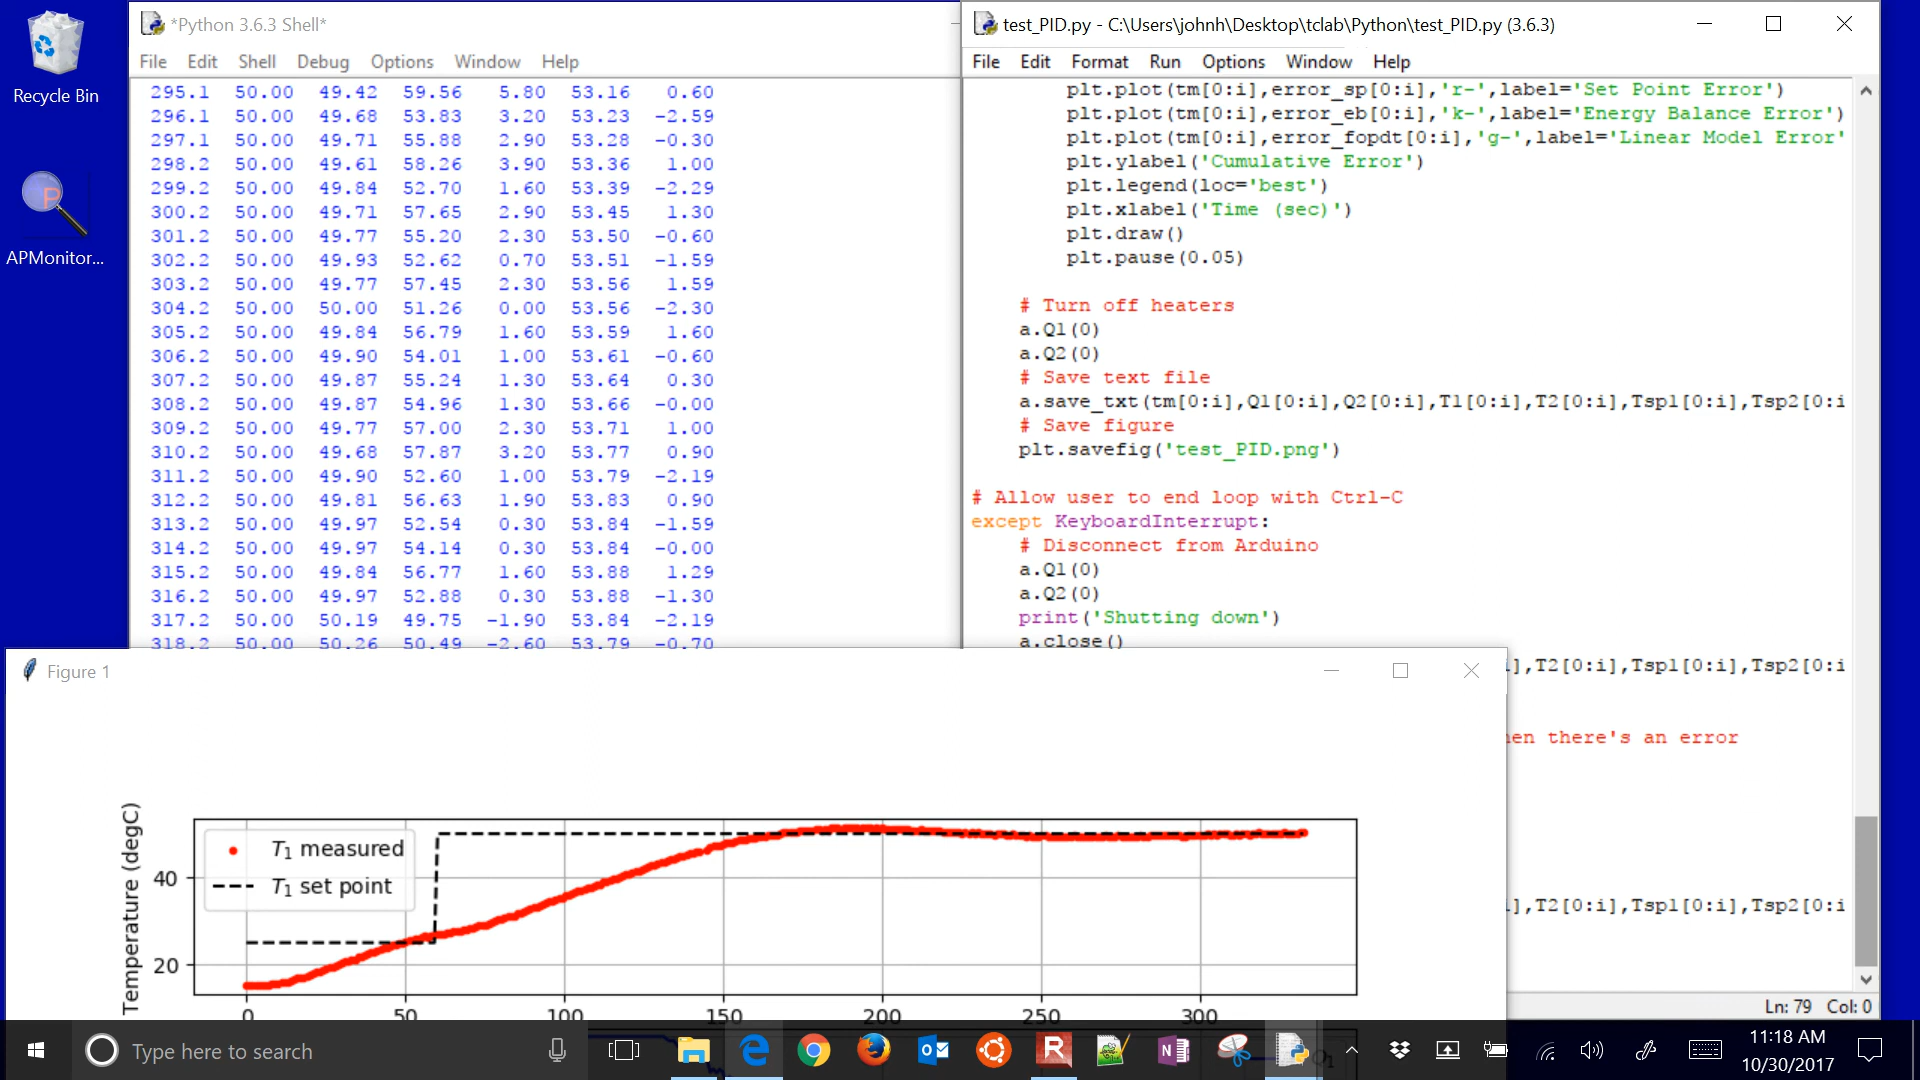 Recycle Bin
APMonitor...
*Python 3.6.3 Shell*
File Edit Shell Debug Options Window Help
295.1 50.00 49.42 59.56 5.80 53.16 0.60
296.1 50.00 49.68 53.83 3.20 53.23 -2.59
297.1 50.00 49.71 55.88 2.90 53.28 -0.30
298.2 50.00 49.61 58.26 3.90 53.36 1.00
299.2 50.00 49.84 52.70 1.60 53.39 -2.29
300.2 50.00 49.71 57.65 2.90 53.45 1.30
301.2 50.00 49.77 55.20 2.30 53.50 -0.60
302.2 50.00 49.93 52.62 0.70 53.51 -1.59
303.2 50.00 49.77 57.45 2.30 53.56 1.59
304.2 50.00 50.00 51.26 0.00 53.56 -2.30
305.2 50.00 49.84 56.79 1.60 53.59 1.60
306.2 50.00 49.90 54.01 1.00 53.61 -0.60
307.2 50.00 49.87 55.24 1.30 53.64 0.30
308.2 50.00 49.87 54.96 1.30 53.66 -0.00
309.2 50.00 49.77 57.00 2.30 53.71 1.00
310.2 50.00 49.68 57.87 3.20 53.77 0.90
311.2 50.00 49.90 52.60 1.00 53.79 -2.19
312.2 50.00 49.81 56.63 1.90 53.83 0.90
313.2 50.00 49.97 52.54 0.30 53.84 -1.59
314.2 50.00 49.97 54.14 0.30 53.84 -0.00
315.2 50.00 49.84 56.77 1.60 53.88 1.29
316.2 50.00 49.97 52.88 0.30 53.88 -1.30
317.2 50.00 50.19 49.75 -1.90 53.84 -2.19
318.2 50.00 50.26 50.49 -2.60 53.79 -0.70
test_PID.py - C:\Users\johnh\Desktop\tclab\Python\test_PID.py (3.6.3)
File Edit Format Run Options Window Help
plt.plot(tm[0:i],error_sp[0:i],'r-',label='Set Point Error')
plt.plot(tm[0:i],error_eb[0:i],'k-',label='Energy Balance Error')
plt.plot(tm[0:i],error_fopdt[0:i],'g-',label='Linear Model Error'
plt.ylabel('Cumulative Error')
plt.legend(loc='best')
plt.xlabel('Time (sec)')
plt.draw()
plt.pause(0.05)
# Turn off heaters
a.Q1(0)
a.Q2(0)
# Save text file
a.save_txt(tm[0:i],Q1[0:i],Q2[0:i],T1[0:i],T2[0:i],Tsp1[0:i],Tsp2[0:i
# Save figure
plt.savefig('test_PID.png')
# Allow user to end loop with Ctrl-C
except KeyboardInterrupt:
# Disconnect from Arduino
a.Q1(0)
a.Q2(0)
print('Shutting down')
a.close()
],T2[0:i],Tsp1[0:i],Tsp2[0:i
en there's an error
],T2[0:i],Tsp1[0:i],Tsp2[0:i
Ln: 79 Col: 0
Figure 1
Temperature (degC)
40
20
T1 measured
T1 set point
0 50 100 150 200 250 300
Type here to search
11:18 AM
10/30/2017